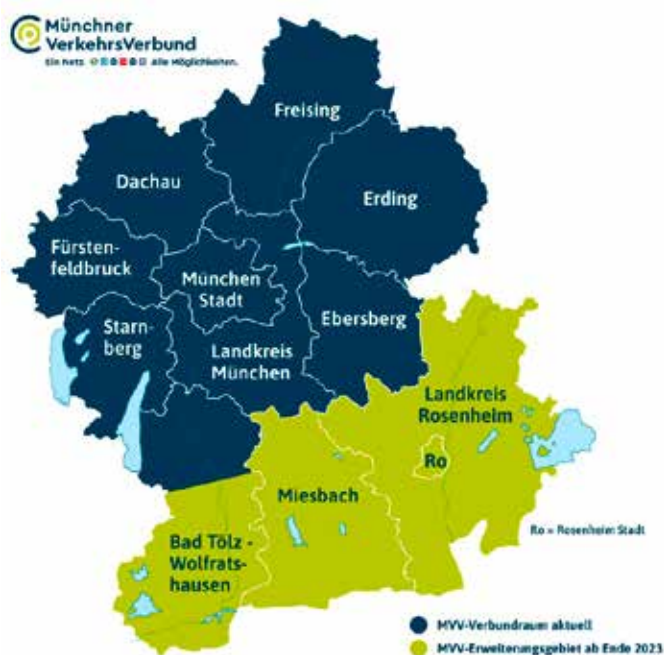 Münchner
VerkehrsVerbund
Ein Netz. Alle Möglichkeiten.
Freising
Dachau
Erding
Fürsten-
feldbruck
München
Stadt
Ebersberg
Starn-
berg
Landkreis
München
Landkreis
Rosenheim
Ro
Miesbach
Ro = Rosenheim Stadt
Bad Tölz -
Wolfrats-
hausen
MVV-Verbundraum aktuell
MVV-Erweiterungsgebiet ab Ende 2023